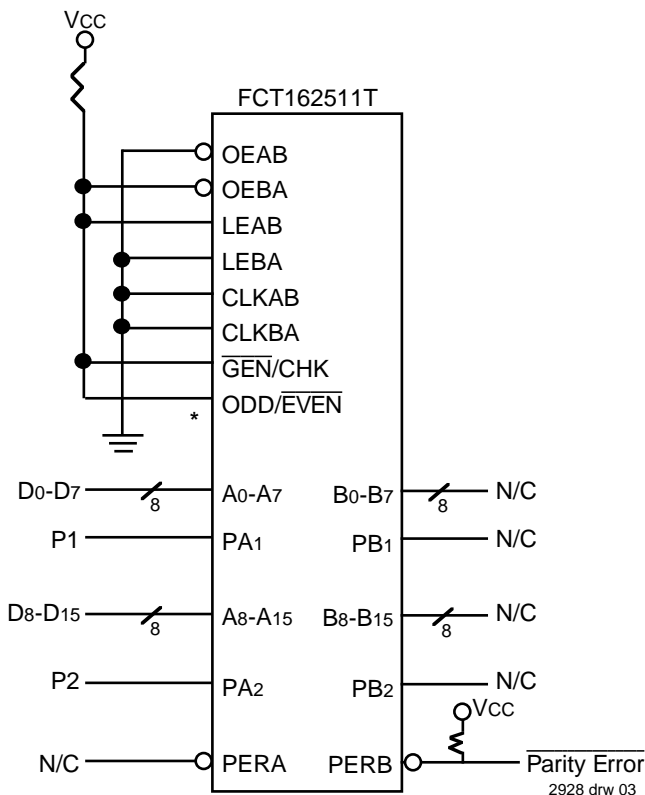 VCC
FCT162511T
OEAB
OEBA
LEAB
LEBA
CLKAB
CLKBA
GEN/CHK
ODD/EVEN
*
D0-D7 8 A0-A7 B0-B7 8 N/C
P1 PA1 PB1 N/C
D8-D15 8 A8-A15 B8-B15 8 N/C
P2 PA2 PB2 N/C
VCC
N/C PERA PERB Parity Error
2928 drw 03